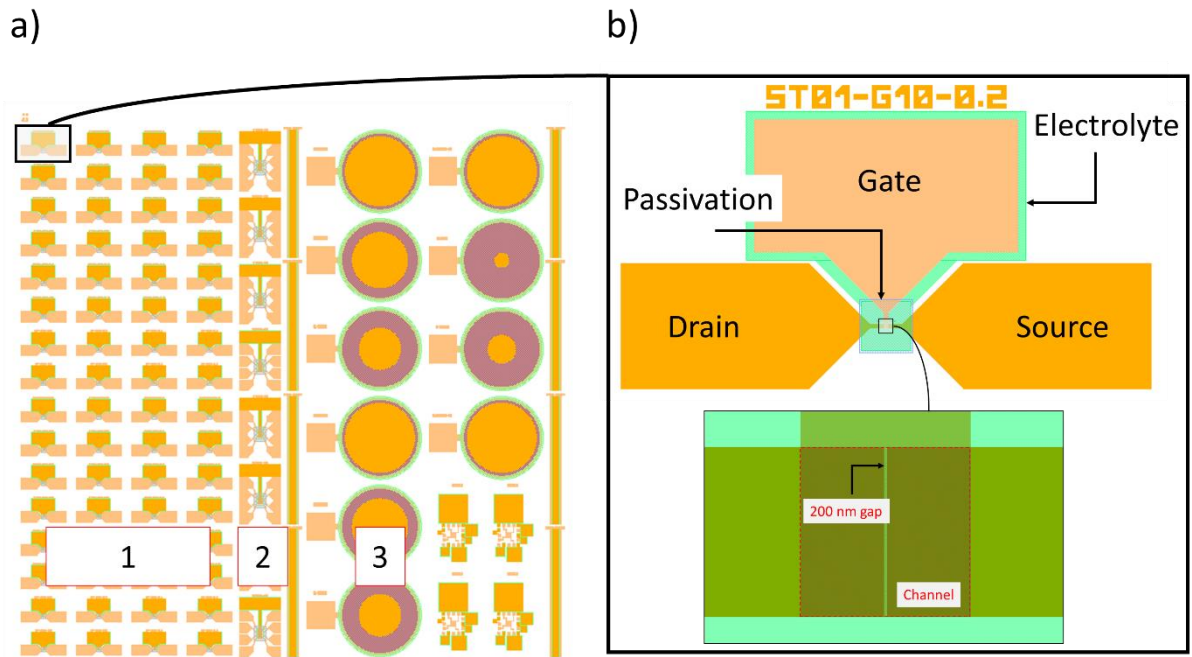 a)
b)
ST01-G10-0.2
Electrolyte
Gate
Passivation
Drain
Source
200 nm gap
Channel
1
2
3